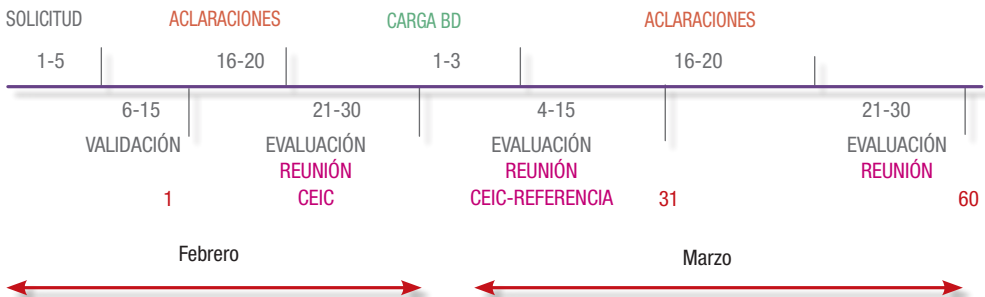 SOLICITUD ACLARACIONES CARGA BD ACLARACIONES
1-5 16-20 1-3 16-20
6-15 21-30 4-15 21-30
VALIDACIÓN EVALUACIÓN EVALUACIÓN EVALUACIÓN
REUNIÓN REUNIÓN REUNIÓN
CEIC CEIC-REFERENCIA
1 31 60
Febrero Marzo